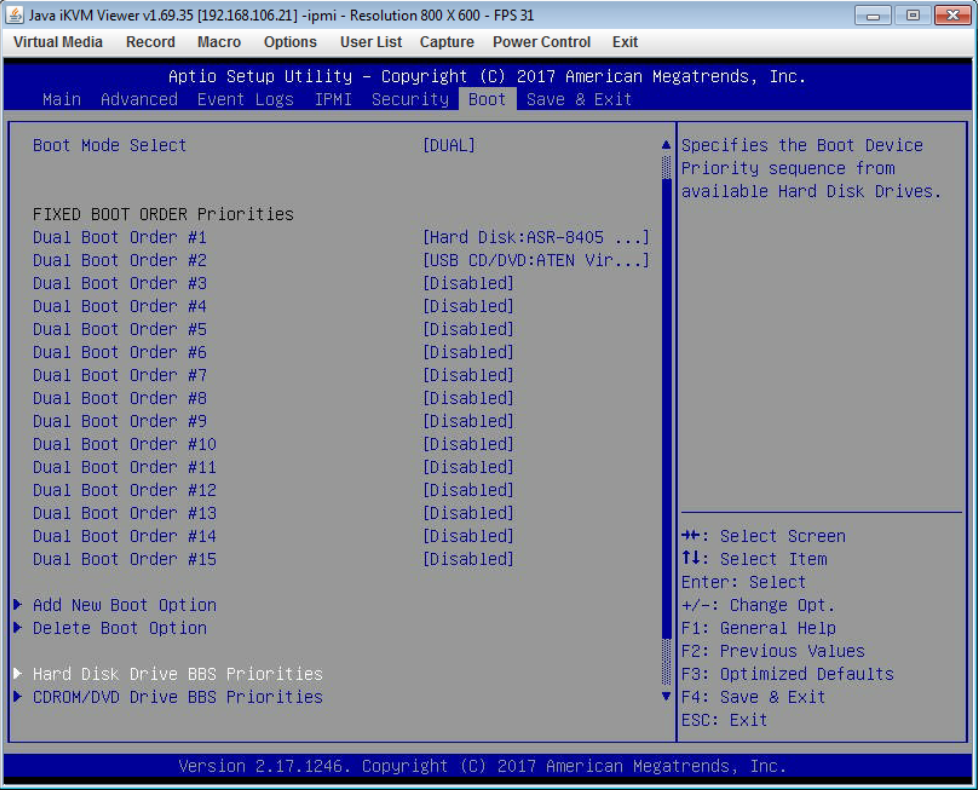 Java iKVM Viewer v1.69.35 [192.168.106.21] -ipmi - Resolution 800 X 600 - FPS 31
Virtual Media Record Macro Options User List Capture Power Control Exit
Aptio Setup Utility – Copyright (C) 2017 American Megatrends, Inc.
Main Advanced Event Logs IPMI Security Boot Save & Exit
Boot Mode Select [DUAL]
FIXED BOOT ORDER Priorities
Dual Boot Order #1 [Hard Disk:ASR-8405 ...]
Dual Boot Order #2 [USB CD/DVD:ATEN Vir...]
Dual Boot Order #3 [Disabled]
Dual Boot Order #4 [Disabled]
Dual Boot Order #5 [Disabled]
Dual Boot Order #6 [Disabled]
Dual Boot Order #7 [Disabled]
Dual Boot Order #8 [Disabled]
Dual Boot Order #9 [Disabled]
Dual Boot Order #10 [Disabled]
Dual Boot Order #11 [Disabled]
Dual Boot Order #12 [Disabled]
Dual Boot Order #13 [Disabled]
Dual Boot Order #14 [Disabled]
Dual Boot Order #15 [Disabled]
Add New Boot Option
Delete Boot Option
Hard Disk Drive BBS Priorities
CDROM/DVD Drive BBS Priorities
Specifies the Boot Device
Priority sequence from
available Hard Disk Drives.
→←: Select Screen
↑↓: Select Item
Enter: Select
+/-: Change Opt.
F1: General Help
F2: Previous Values
F3: Optimized Defaults
F4: Save & Exit
ESC: Exit
Version 2.17.1246. Copyright (C) 2017 American Megatrends, Inc.